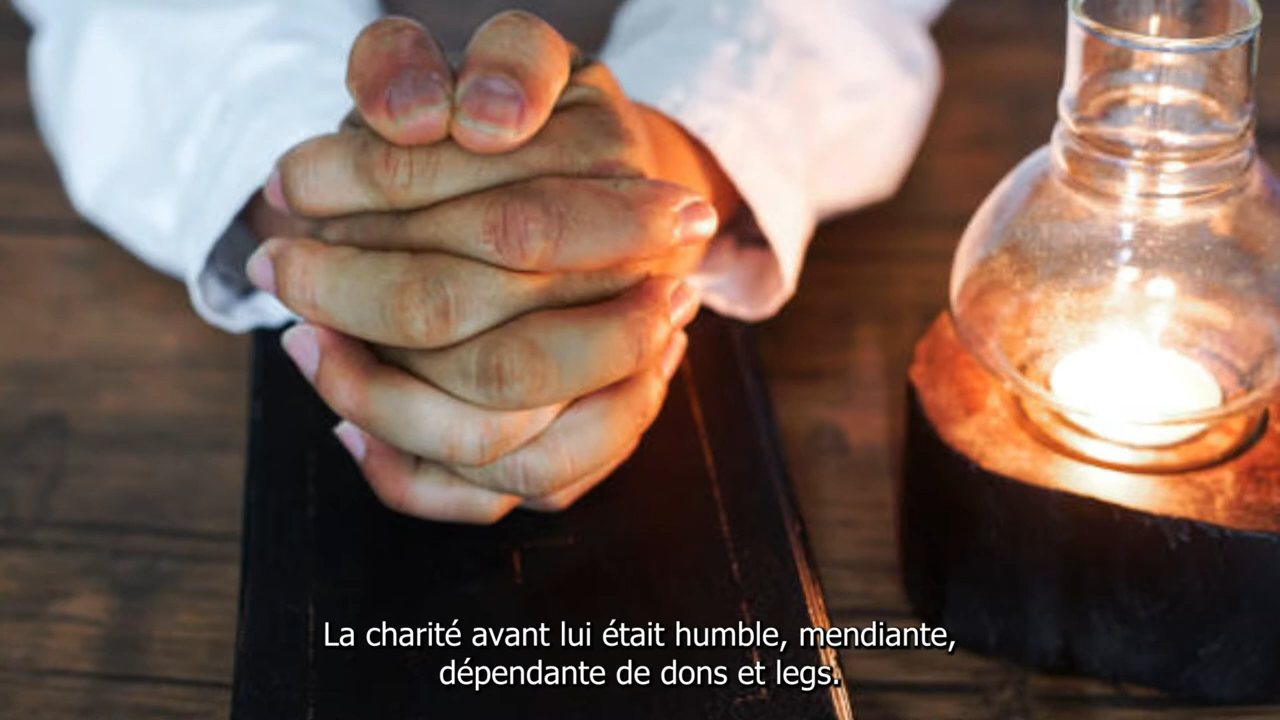 La charité avant lui était humble, mendiante,
dépendante de dons et legs.